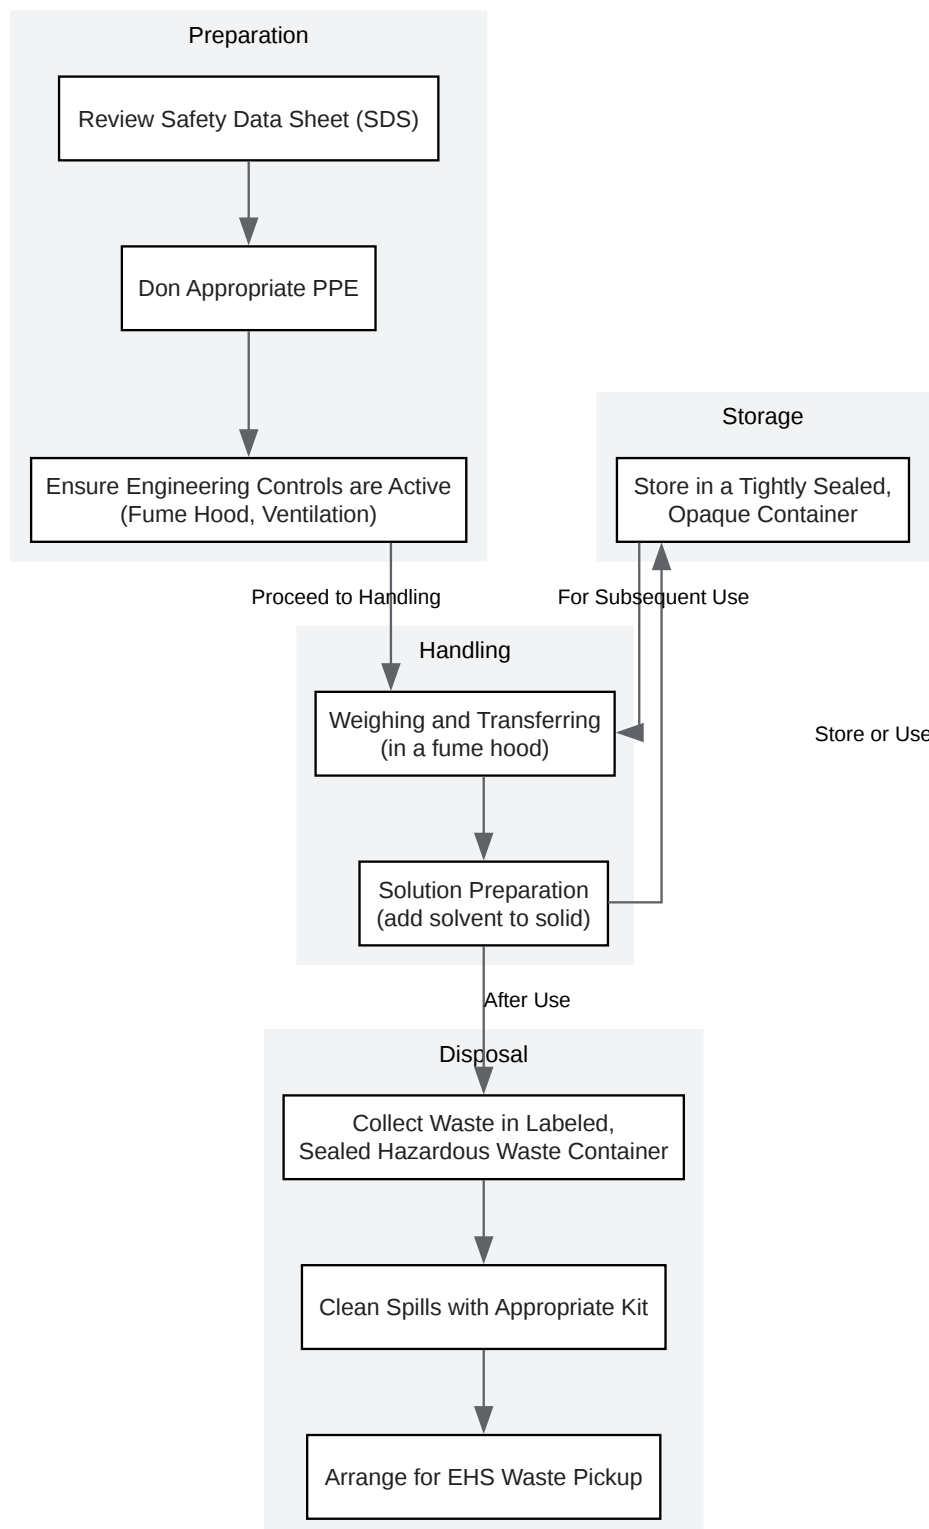 Preparation
Review Safety Data Sheet (SDS)
Don Appropriate PPE
Ensure Engineering Controls are Active
(Fume Hood, Ventilation)
Storage
Store in a Tightly Sealed,
Opaque Container
Proceed to Handling
For Subsequent Use
Handling
Weighing and Transferring
(in a fume hood)
Store or Use
Solution Preparation
(add solvent to solid)
After Use
Disposal
Collect Waste in Labeled,
Sealed Hazardous Waste Container
Clean Spills with Appropriate Kit
Arrange for EHS Waste Pickup